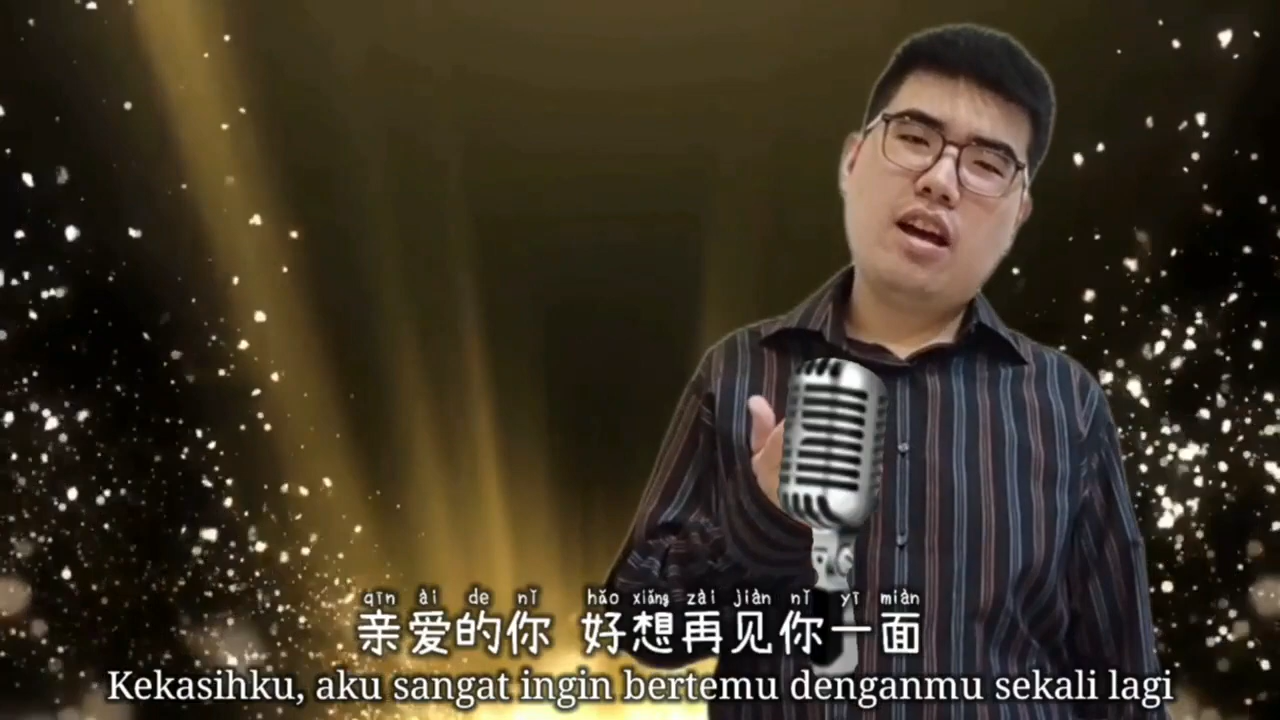 qīn ài de nǐ hǎo xiǎng zài jiàn nǐ yī miàn
亲爱的你 好想再见你一面
Kekasihku, aku sangat ingin bertemu denganmu sekali lagi